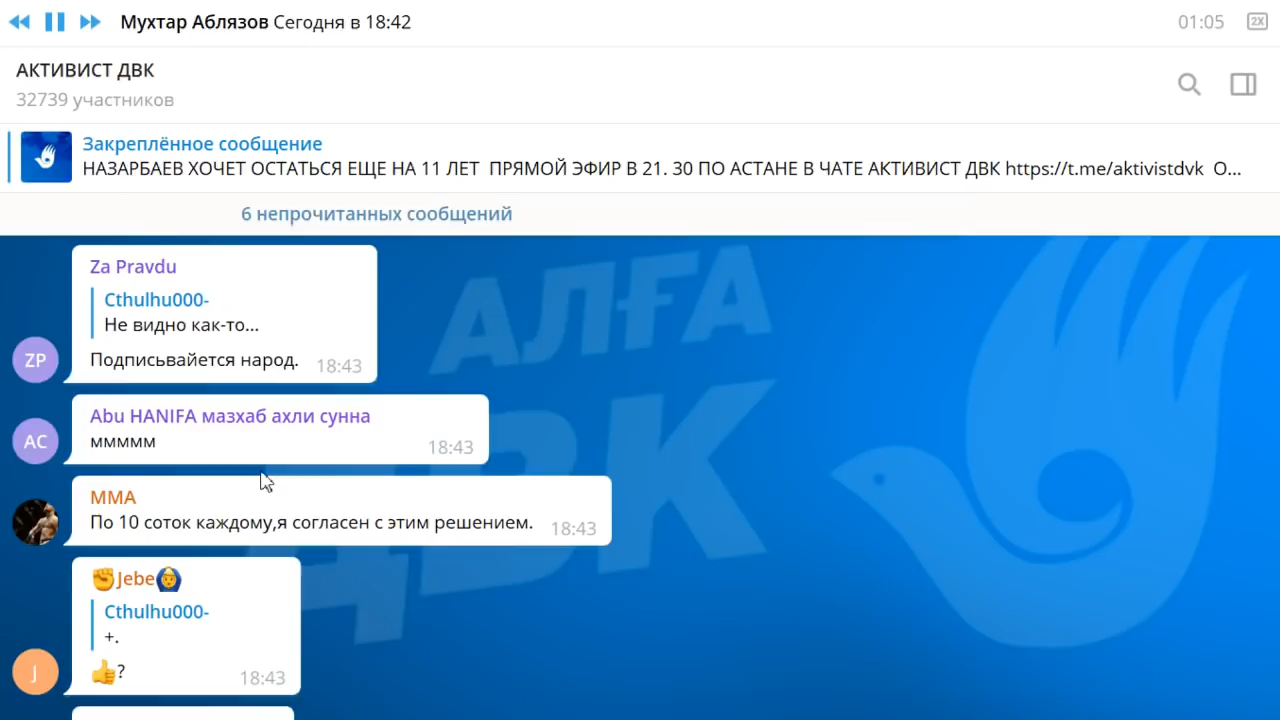 Мухтар Аблязов Сегодня в 18:42
01:05
2X
АКТИВИСТ ДВК
32739 участников
Закреплённое сообщение
НАЗАРБАЕВ ХОЧЕТ ОСТАТЬСЯ ЕЩЕ НА 11 ЛЕТ ПРЯМОЙ ЭФИР В 21. 30 ПО АСТАНЕ В ЧАТЕ АКТИВИСТ ДВК https://t.me/aktivistdvk О...
6 непрочитанных сообщений
АЛҒА
ДВК
Za Pravdu
Cthulhu000-
Не видно как-то...
Подписьвайется народ.
18:43
ZP
Abu HANIFA мазхаб ахли сунна
ммммм
18:43
AC
MMA
По 10 соток каждому,я согласен с этим решением.
18:43
✊Jebe🙆‍♂️
Cthulhu000-
+.
👍?
18:43
J